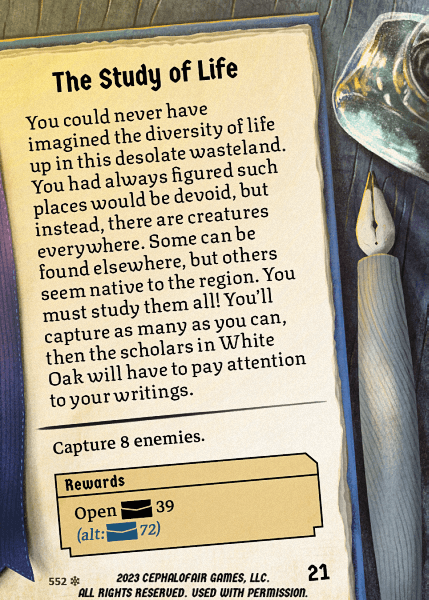 The Study of Life
You could never have
imagined the diversity of life
up in this desolate wasteland.
You had always figured such
places would be devoid, but
instead, there are creatures
everywhere. Some can be
found elsewhere, but others
seem native to the region. You
must study them all! You’ll
capture as many as you can,
then the scholars in White
Oak will have to pay attention
to your writings.
Capture 8 enemies.
Rewards
Open 39
(alt: 72)
552 ✼ 2023 CEPHALOFAIR GAMES, LLC. 21
ALL RIGHTS RESERVED. USED WITH PERMISSION.